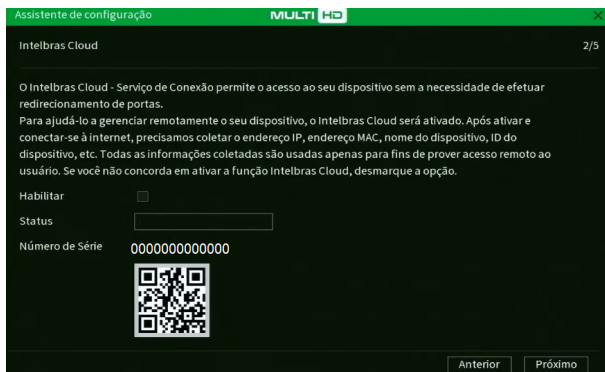 Assistente de configuração
MULTI HD
Intelbras Cloud
2/5
O Intelbras Cloud - Serviço de Conexão permite o acesso ao seu dispositivo sem a necessidade de efetuar
redirecionamento de portas.
Para ajudá-lo a gerenciar remotamente o seu dispositivo, o Intelbras Cloud será ativado. Após ativar e
conectar-se à internet, precisamos coletar o endereço IP, endereço MAC, nome do dispositivo, ID do
dispositivo, etc. Todas as informações coletadas são usadas apenas para fins de prover acesso remoto ao
usuário. Se você não concorda em ativar a função Intelbras Cloud, desmarque a opção.
Habilitar
Status
Número de Série 0000000000000
Anterior Próximo